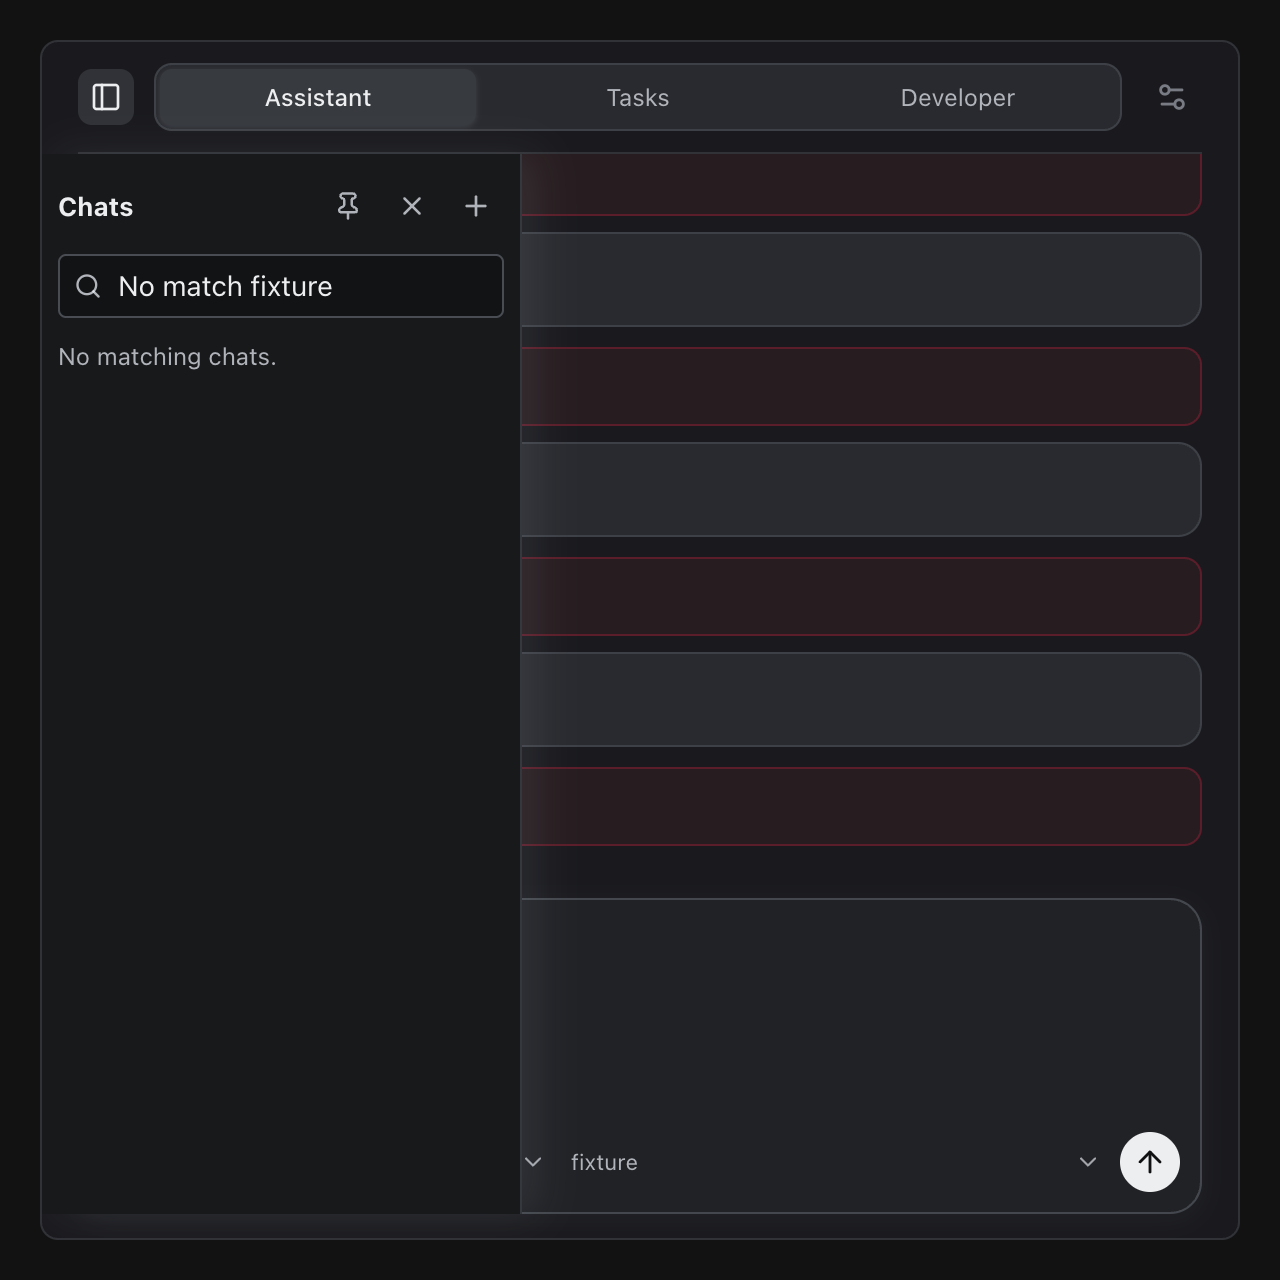 Assistant
Tasks
Developer
Chats
No match fixture
No matching chats.
fixture